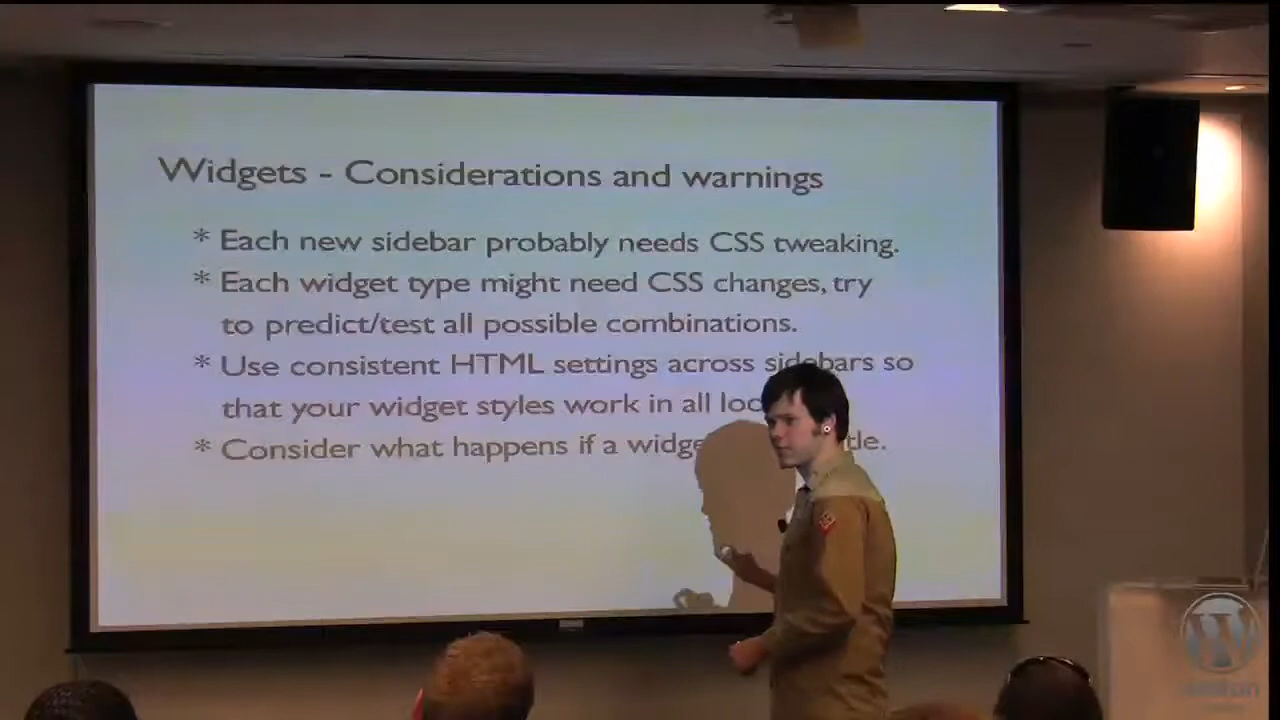 Widgets - Considerations and warnings
* Each new sidebar probably needs CSS tweaking.
* Each widget type might need CSS changes, try
to predict/test all possible combinations.
* Use consistent HTML settings across sidebars so
that your widget styles work in all
* Consider what happens if a